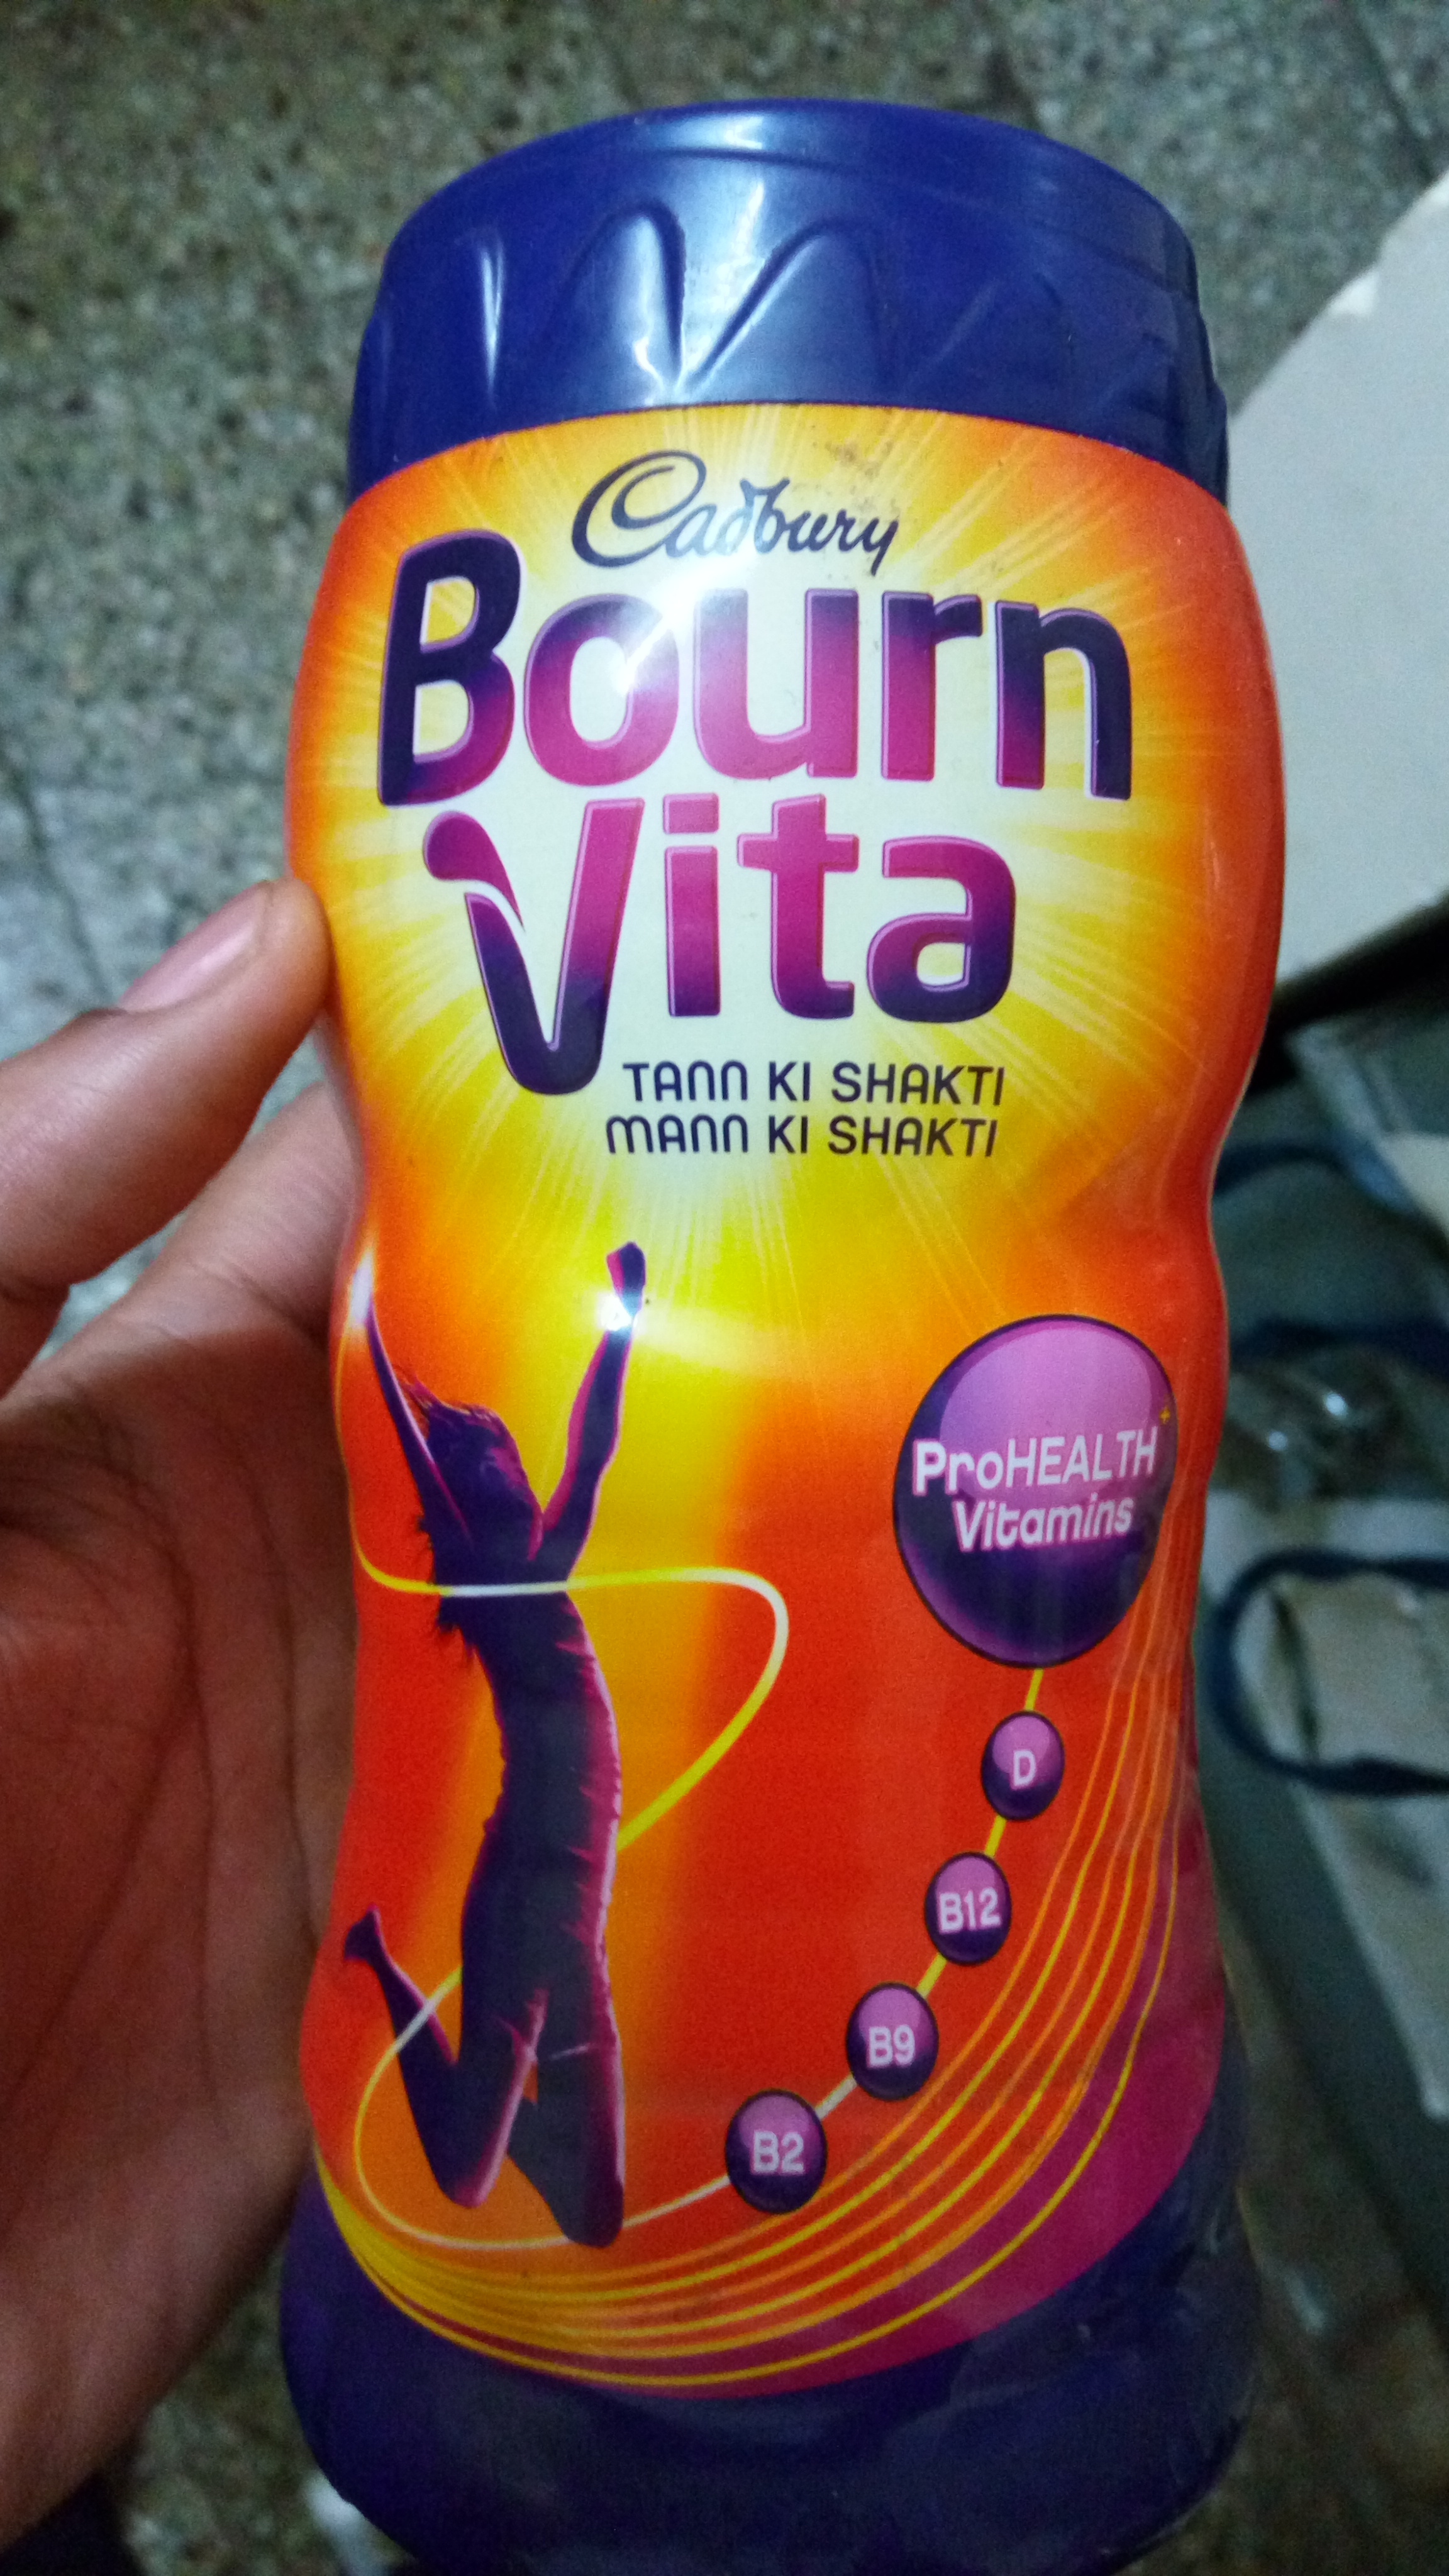 Cadbury
Bourn
Vita
TANN KI SHAKTI
MANN KI SHAKTI
ProHEALTH+
Vitamins
D
B12
B9
B2